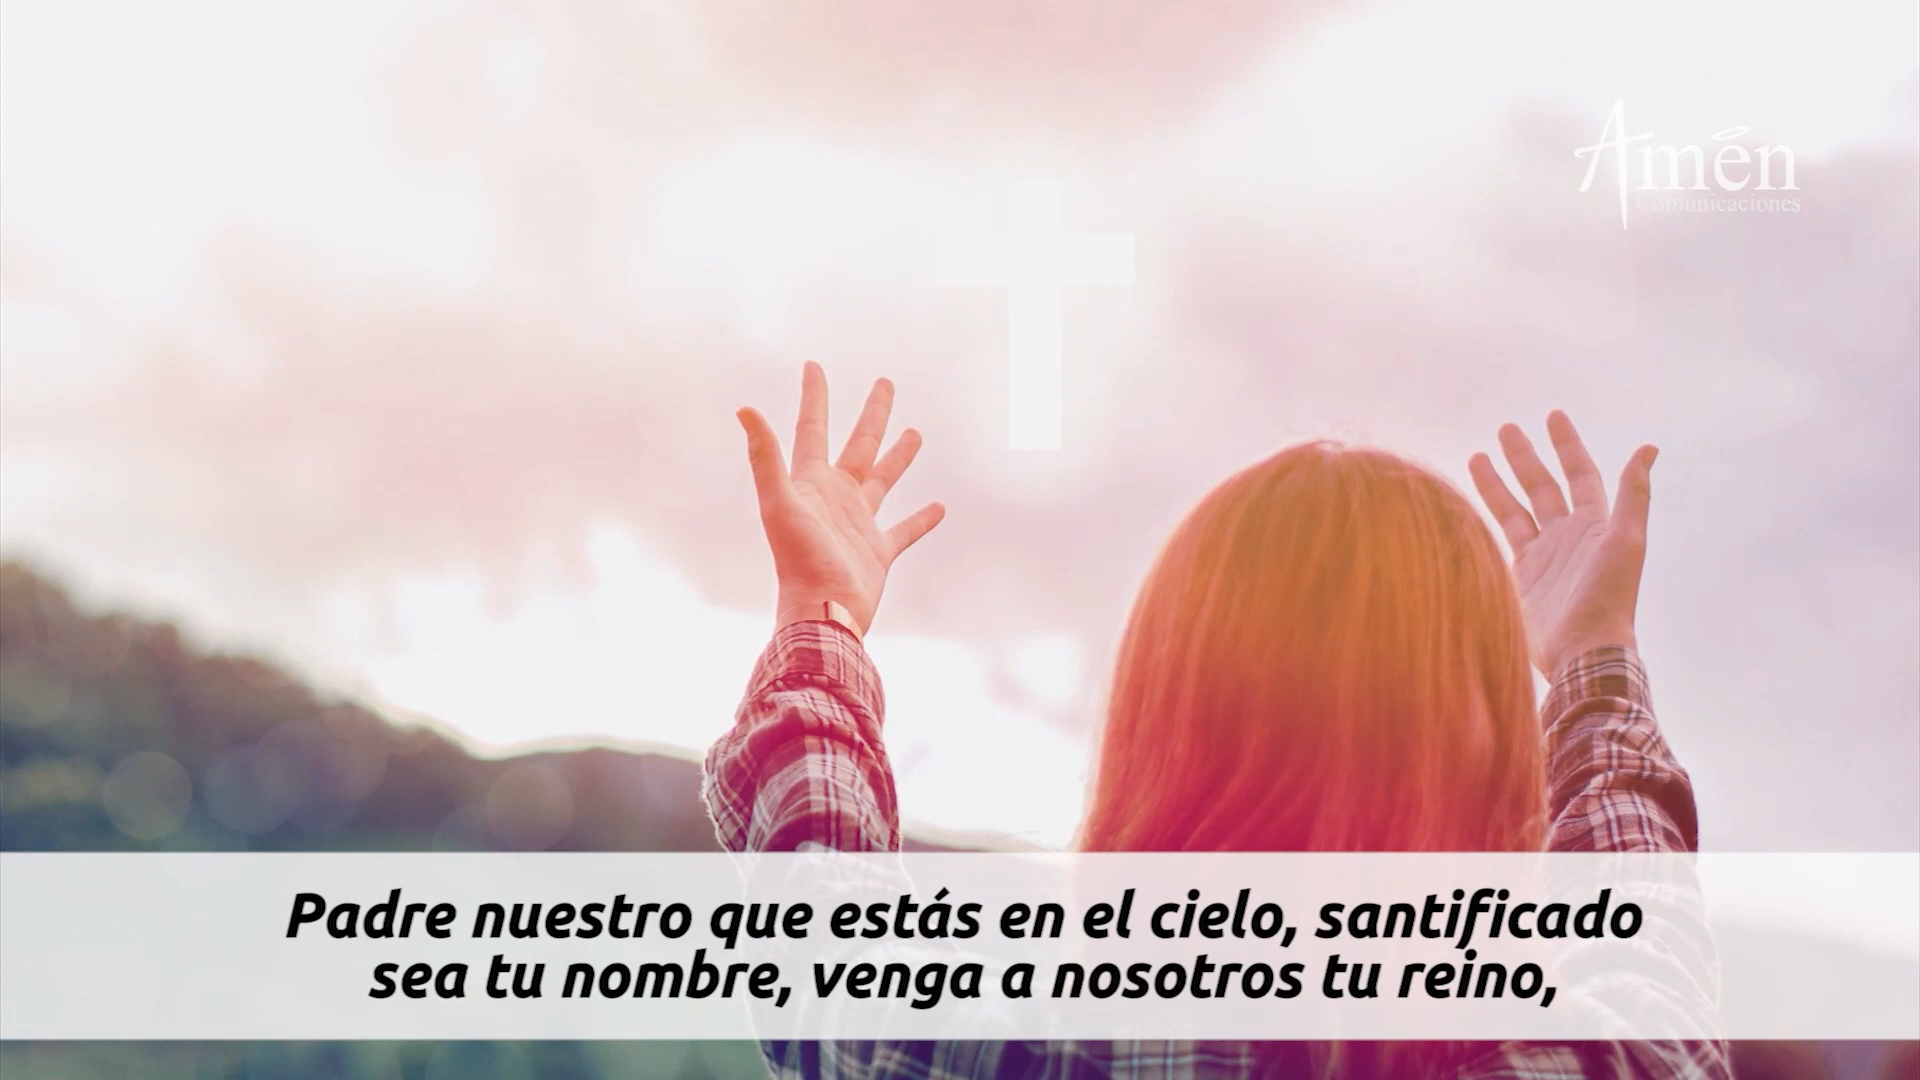 Amén
Comunicaciones
Padre nuestro que estás en el cielo, santificado
sea tu nombre, venga a nosotros tu reino,